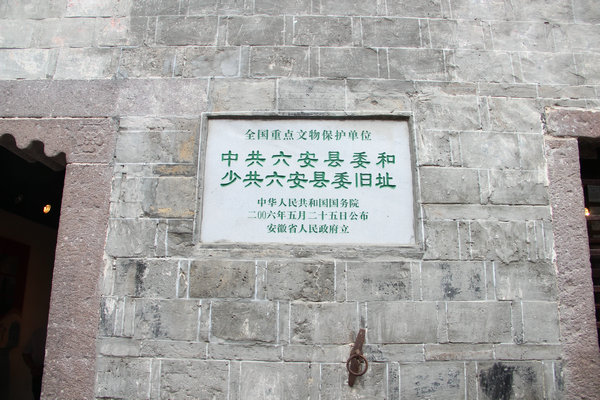 全国重点文物保护单位
中共六安县委和
少共六安县委旧址
中华人民共和国国务院
二00六年五月二十五日公布
安徽省人民政府立